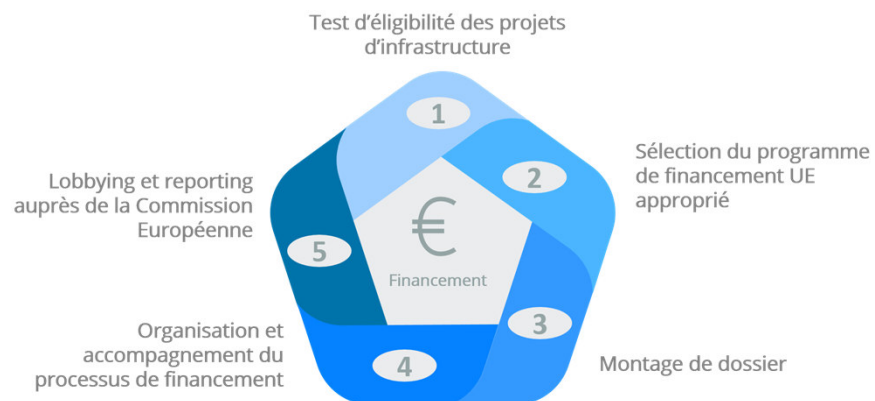 Test d'éligibilité des projets
d'infrastructure
1
2
Sélection du programme
de financement UE
approprié
3
Montage de dossier
4
Organisation et
accompagnement du
processus de financement
5
Lobbying et reporting
auprès de la Commission
Européenne
€
Financement